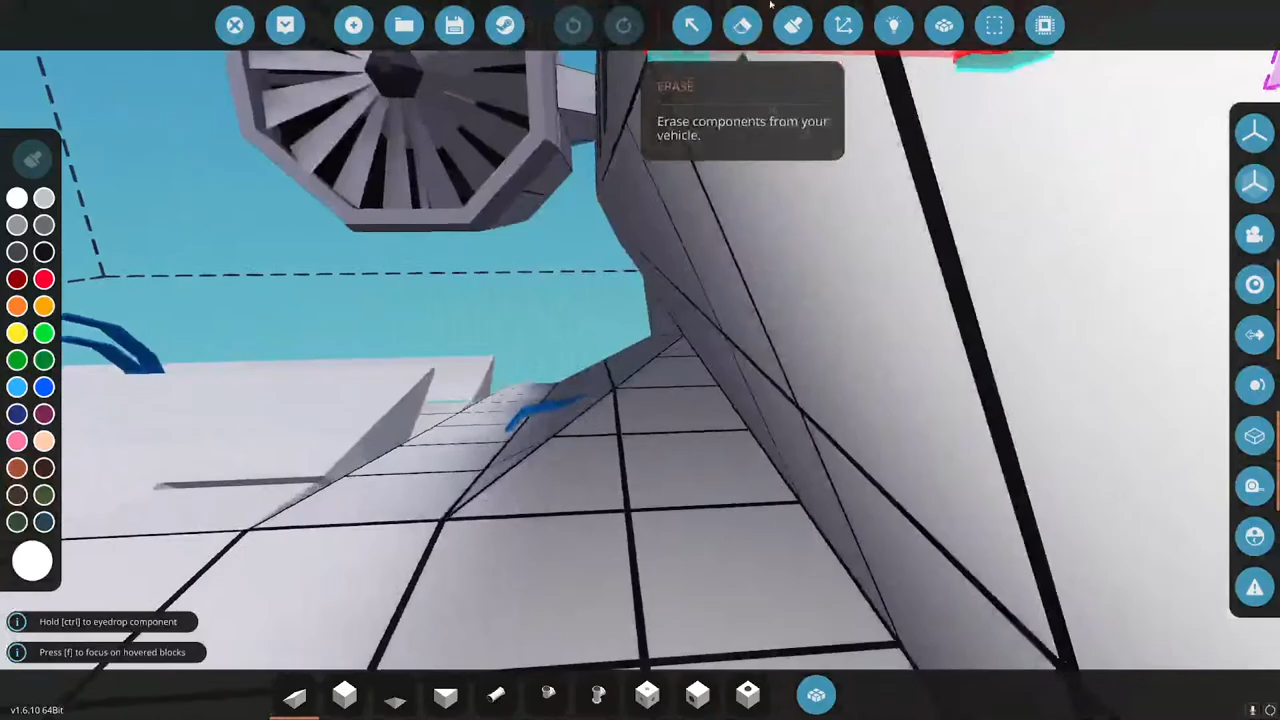 ERASE
Erase components from your
vehicle.
Hold [ctrl] to eyedrop component
Press [f] to focus on hovered blocks
v1.6.10 64Bit